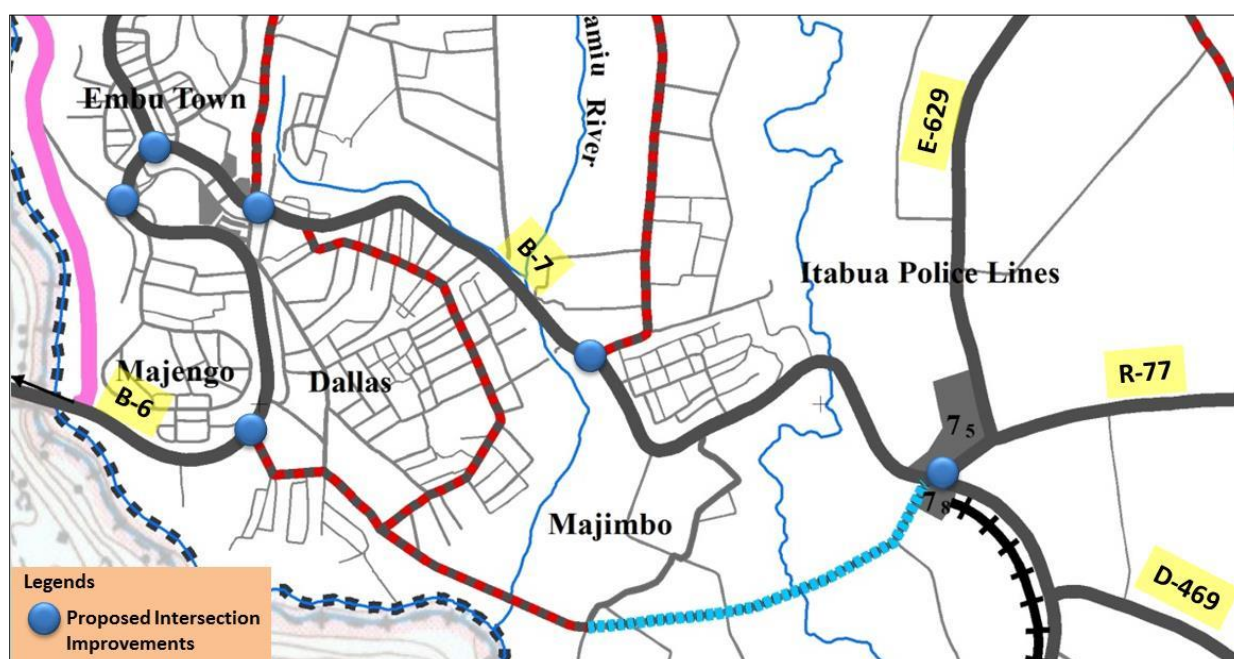 Embu Town
amiu River
E-629
B-7
Itabua Police Lines
R-77
Majengo
Dallas
B-6
7 5
7 8
Majimbo
D-469
Legends
Proposed Intersection
Improvements